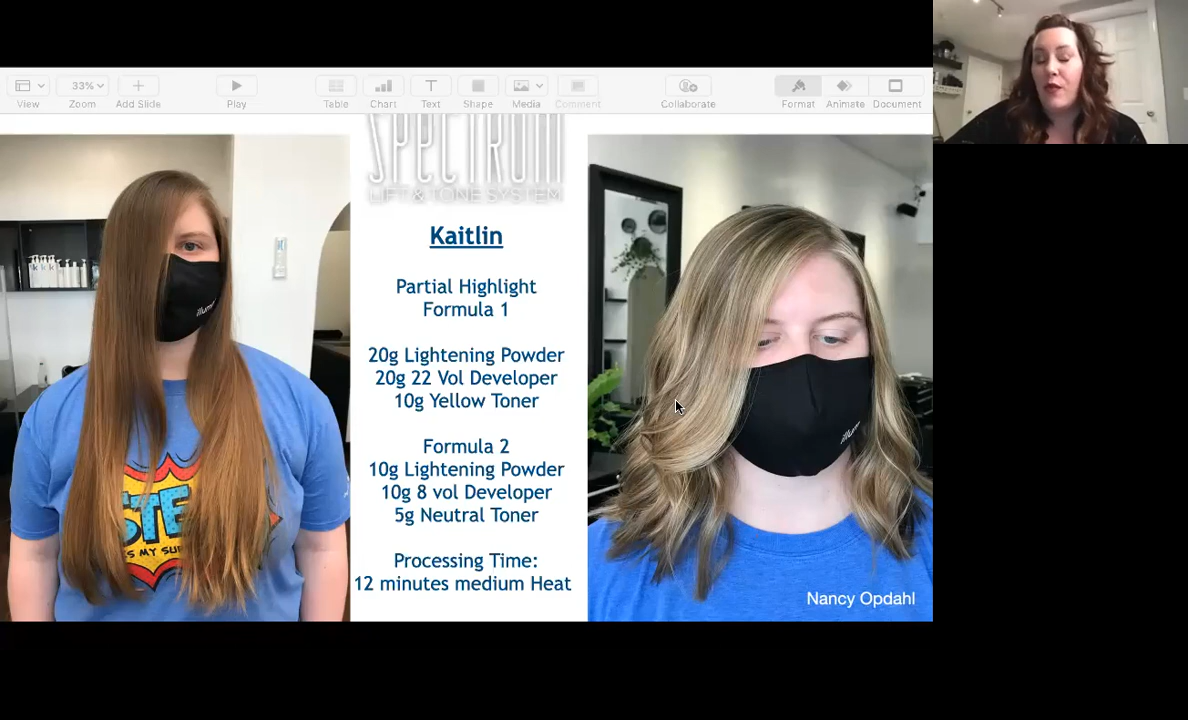 33%
View
Zoom
Add Slide
Play
Table
Chart
Text
Shape
Media
Comment
Collaborate
Format
Animate
Document
SPECTRUM
LIFT & TONE SYSTEM
Kaitlin
Partial Highlight
Formula 1
20g Lightening Powder
20g 22 Vol Developer
10g Yellow Toner
Formula 2
10g Lightening Powder
10g 8 vol Developer
5g Neutral Toner
Processing Time:
12 minutes medium Heat
Nancy Opdahl